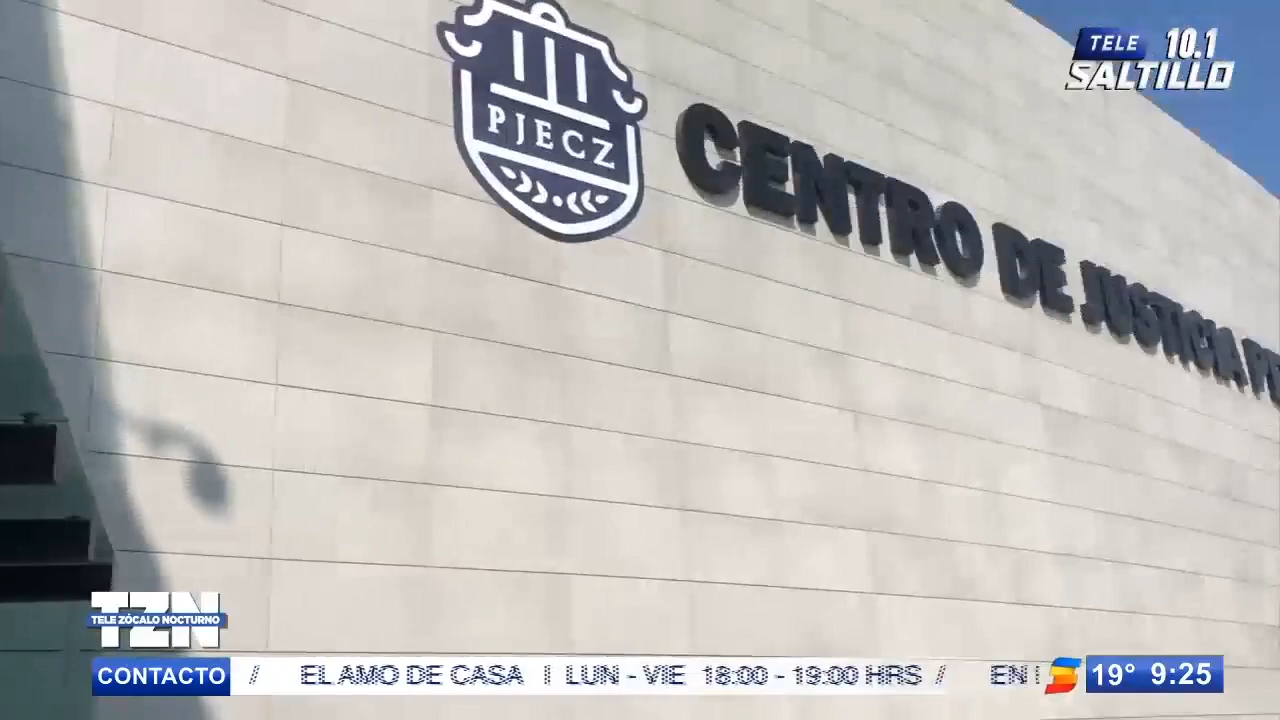 TELE 10.1
SALTILLO
PJECZ
CENTRO DE JUSTICIA
TZN
TELE ZÓCALO NOCTURNO
CONTACTO / EL AMO DE CASA | LUN - VIE 18:00 - 19:00 HRS / EN
19° 9:25